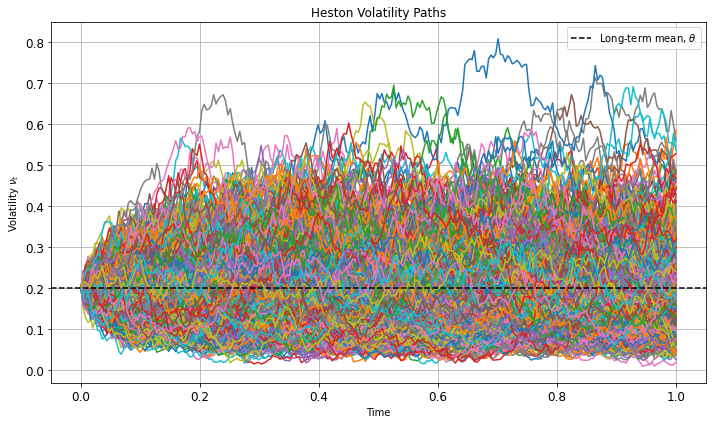 Heston Volatility Paths
Long-term mean, θ
Volatility νt
0.8
0.7
0.6
0.5
0.4
0.3
0.2
0.1
0.0
0.0 0.2 0.4 0.6 0.8 1.0
Time